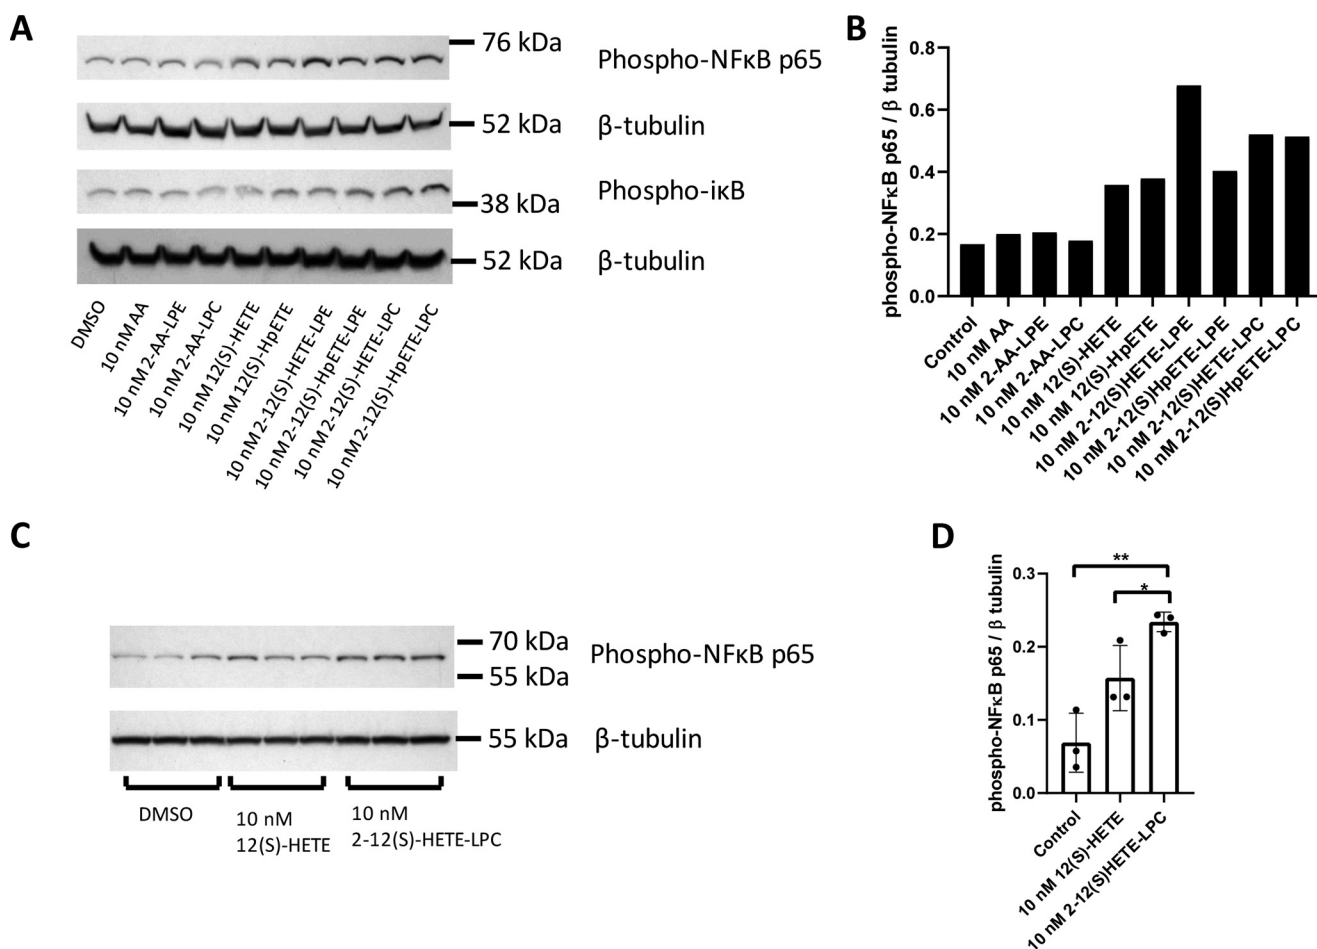 A
76 kDa
Phospho-NFκB p65
52 kDa
β-tubulin
Phospho-iκB
38 kDa
52 kDa
β-tubulin
DMSO
10 nM AA
10 nM 2-AA-LPE
10 nM 2-AA-LPC
10 nM 12(S)-HETE
10 nM 12(S)-HpETE
10 nM 2-12(S)-HETE-LPE
10 nM 2-12(S)-HpETE-LPE
10 nM 2-12(S)-HETE-LPC
10 nM 2-12(S)-HpETE-LPC
B
phospho-NFκB p65 / β tubulin
0.8
0.6
0.4
0.2
0.0
Control
10 nM AA
10 nM 2-AA-LPE
10 nM 2-AA-LPC
10 nM 12(S)-HETE
10 nM 12(S)-HpETE
10 nM 2-12(S)HETE-LPE
10 nM 2-12(S)HpETE-LPE
10 nM 2-12(S)HETE-LPC
10 nM 2-12(S)HpETE-LPC
C
70 kDa
Phospho-NFκB p65
55 kDa
55 kDa
β-tubulin
DMSO
10 nM
12(S)-HETE
10 nM
2-12(S)-HETE-LPC
D
phospho-NFκB p65 / β tubulin
**
*
0.3
0.2
0.1
0.0
Control
10 nM 12(S)-HETE
10 nM 2-12(S)HETE-LPC